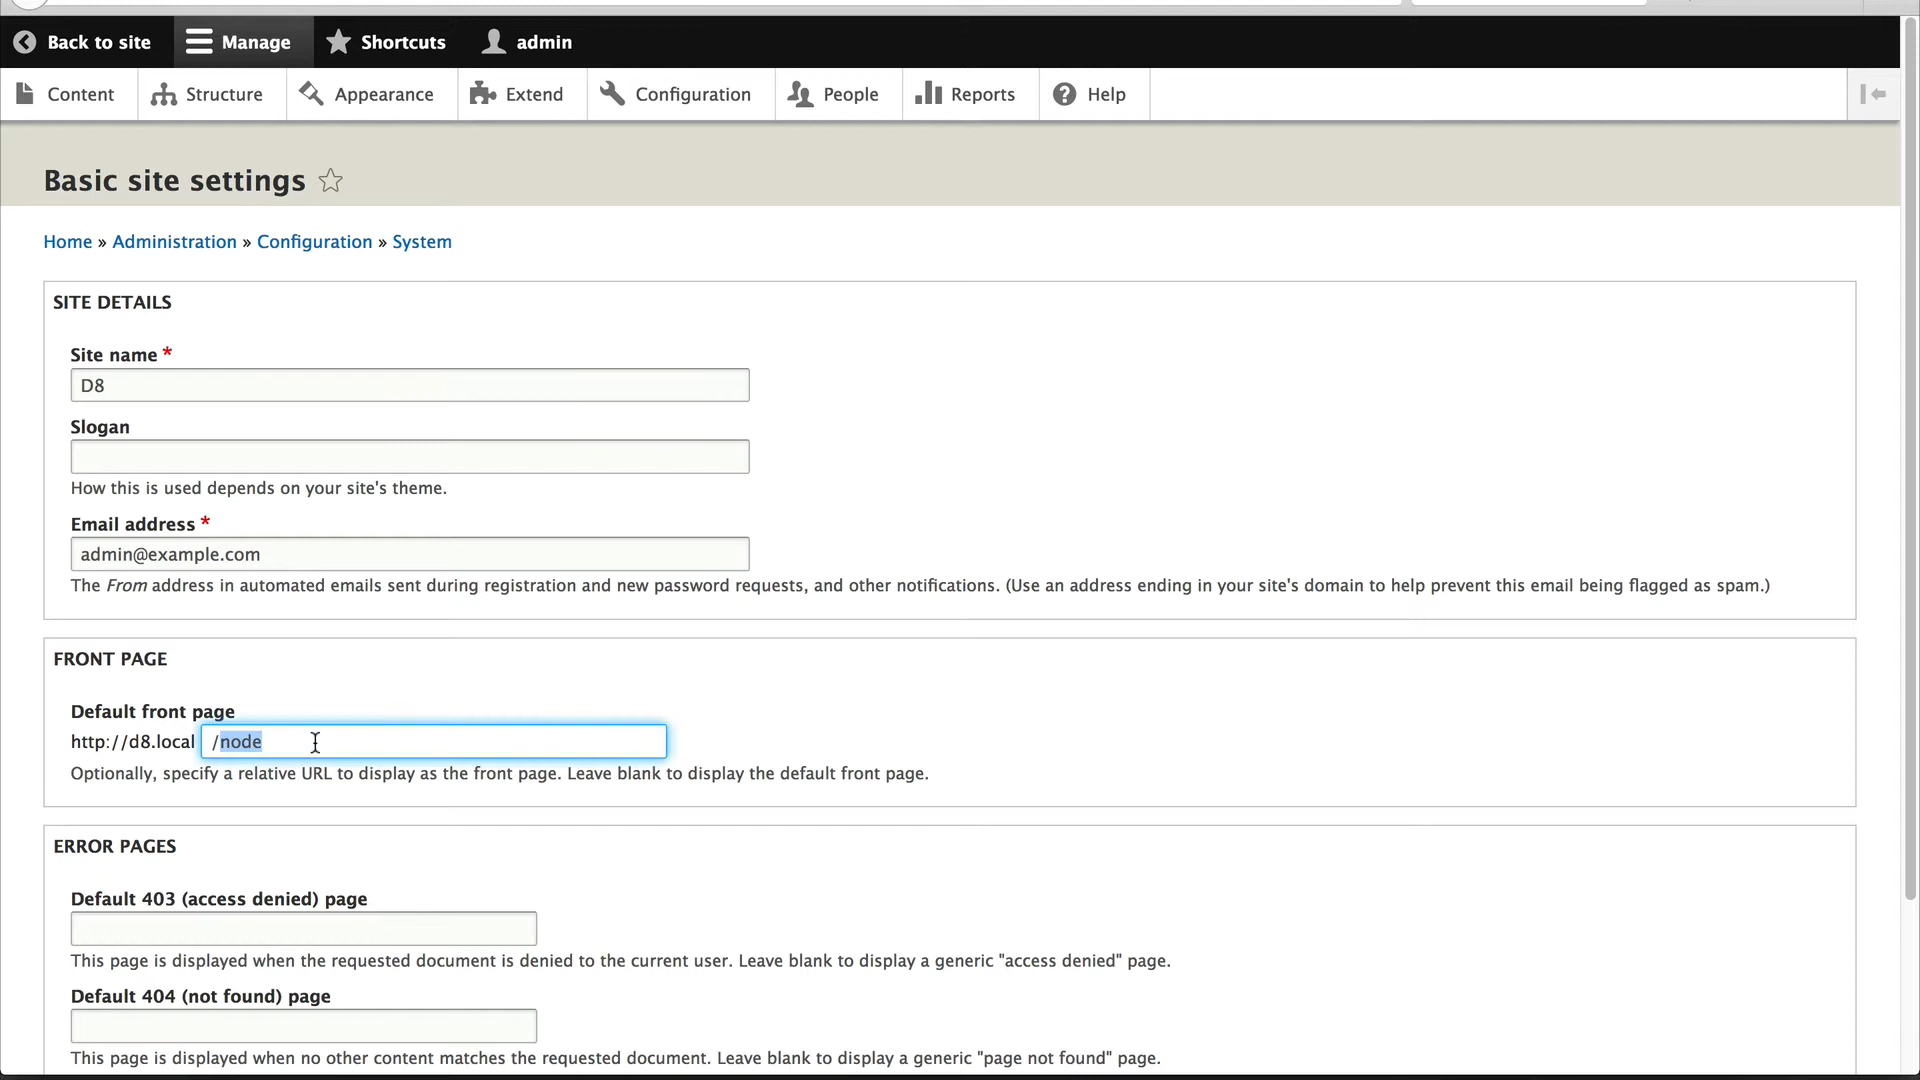 Back to site Manage Shortcuts admin
Content Structure Appearance Extend Configuration People Reports Help
Basic site settings
Home » Administration » Configuration » System
SITE DETAILS
Site name *
D8
Slogan
How this is used depends on your site's theme.
Email address *
admin@example.com
The From address in automated emails sent during registration and new password requests, and other notifications. (Use an address ending in your site's domain to help prevent this email being flagged as spam.)
FRONT PAGE
Default front page
http://d8.local /node
Optionally, specify a relative URL to display as the front page. Leave blank to display the default front page.
ERROR PAGES
Default 403 (access denied) page
This page is displayed when the requested document is denied to the current user. Leave blank to display a generic "access denied" page.
Default 404 (not found) page
This page is displayed when no other content matches the requested document. Leave blank to display a generic "page not found" page.